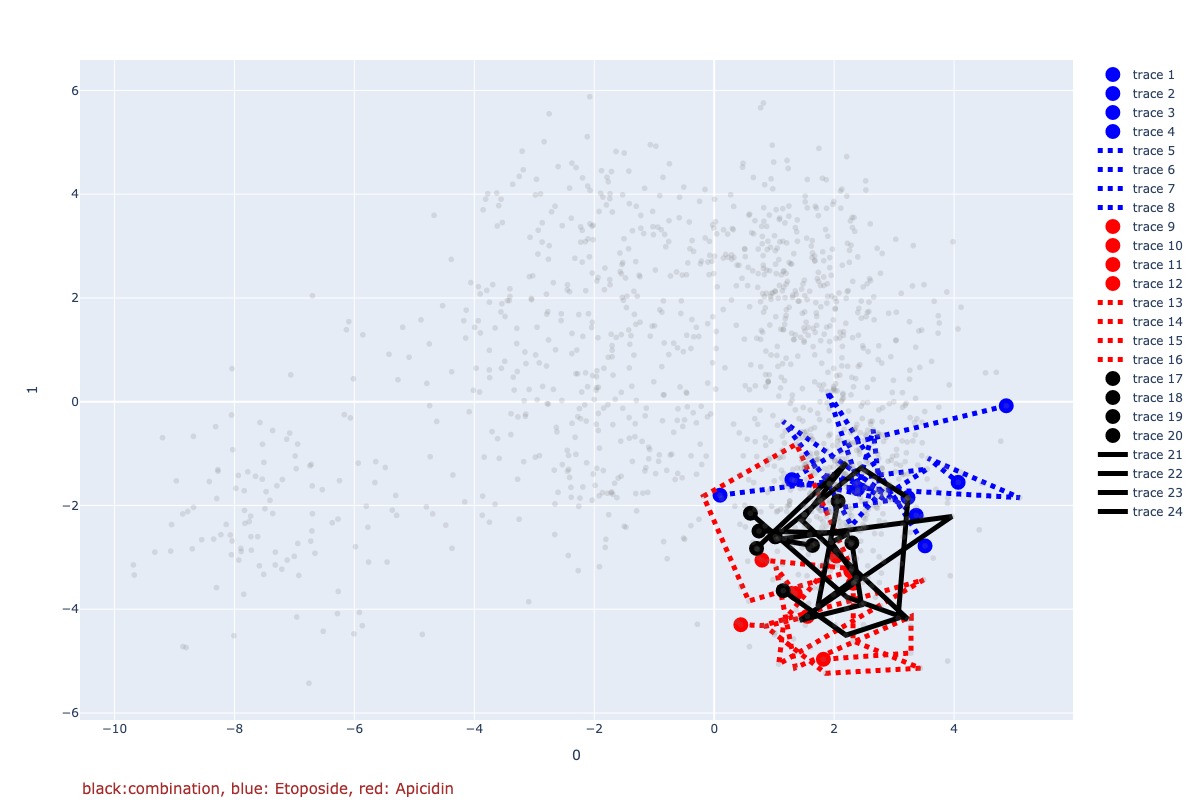 6
4
2
0
−2
−4
−6
1
−10
−8
−6
−4
−2
0
2
4
0
trace 1
trace 2
trace 3
trace 4
trace 5
trace 6
trace 7
trace 8
trace 9
trace 10
trace 11
trace 12
trace 13
trace 14
trace 15
trace 16
trace 17
trace 18
trace 19
trace 20
trace 21
trace 22
trace 23
trace 24
black:combination, blue: Etoposide, red: Apicidin